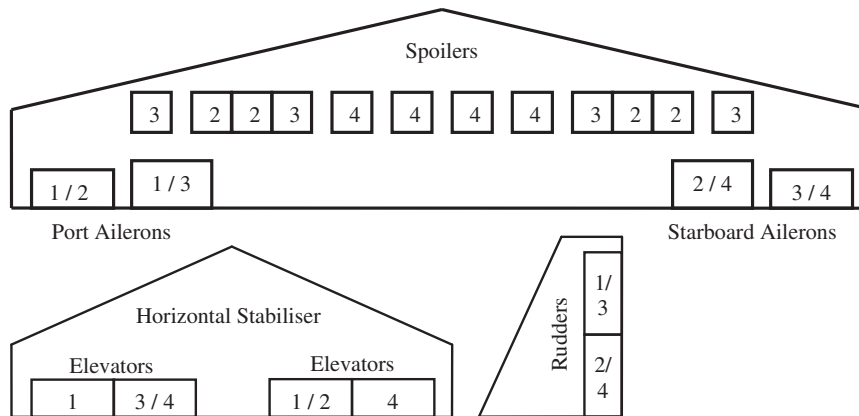 Spoilers
3 2 2 3 4 4 4 4 3 2 2 3
1 / 2 1 / 3 2 / 4 3 / 4
Port Ailerons Starboard Ailerons
Horizontal Stabiliser
Elevators Elevators
1 3 / 4 1 / 2 4
Rudders
1/
3
2/
4